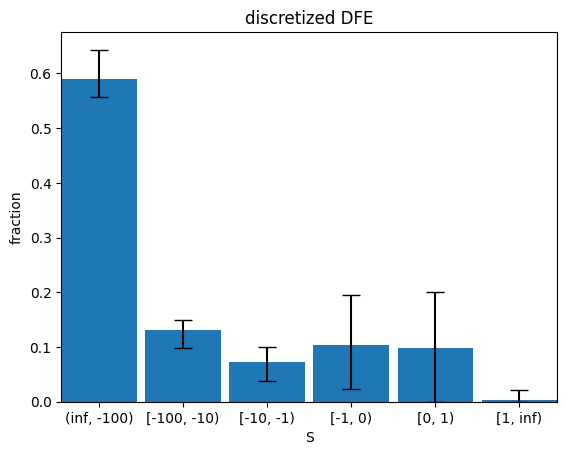 discretized DFE
fraction
0.6
0.5
0.4
0.3
0.2
0.1
0.0
(inf, -100) [-100, -10) [-10, -1) [-1, 0) [0, 1) [1, inf)
S